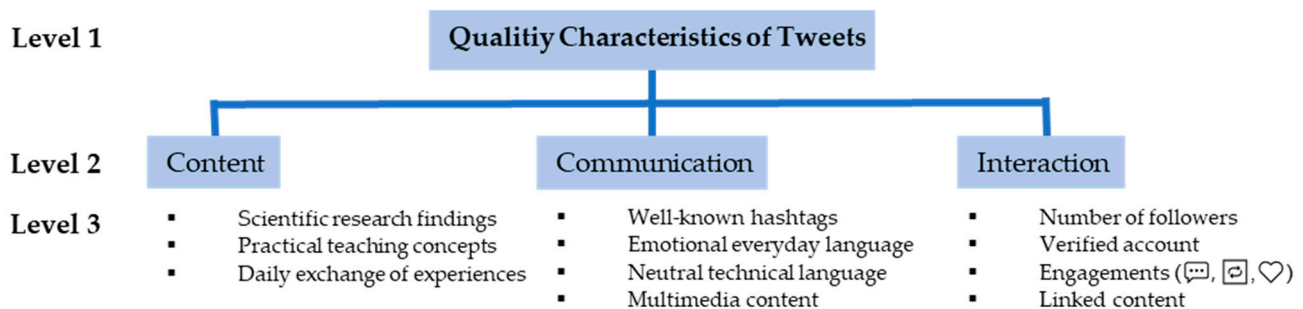 Level 1
Qualitiy Characteristics of Tweets
Level 2
Content
Communication
Interaction
Level 3
▪ Scientific research findings
▪ Practical teaching concepts
▪ Daily exchange of experiences
▪ Well-known hashtags
▪ Emotional everyday language
▪ Neutral technical language
▪ Multimedia content
▪ Number of followers
▪ Verified account
▪ Engagements (💬, 🔁, ♡)
▪ Linked content